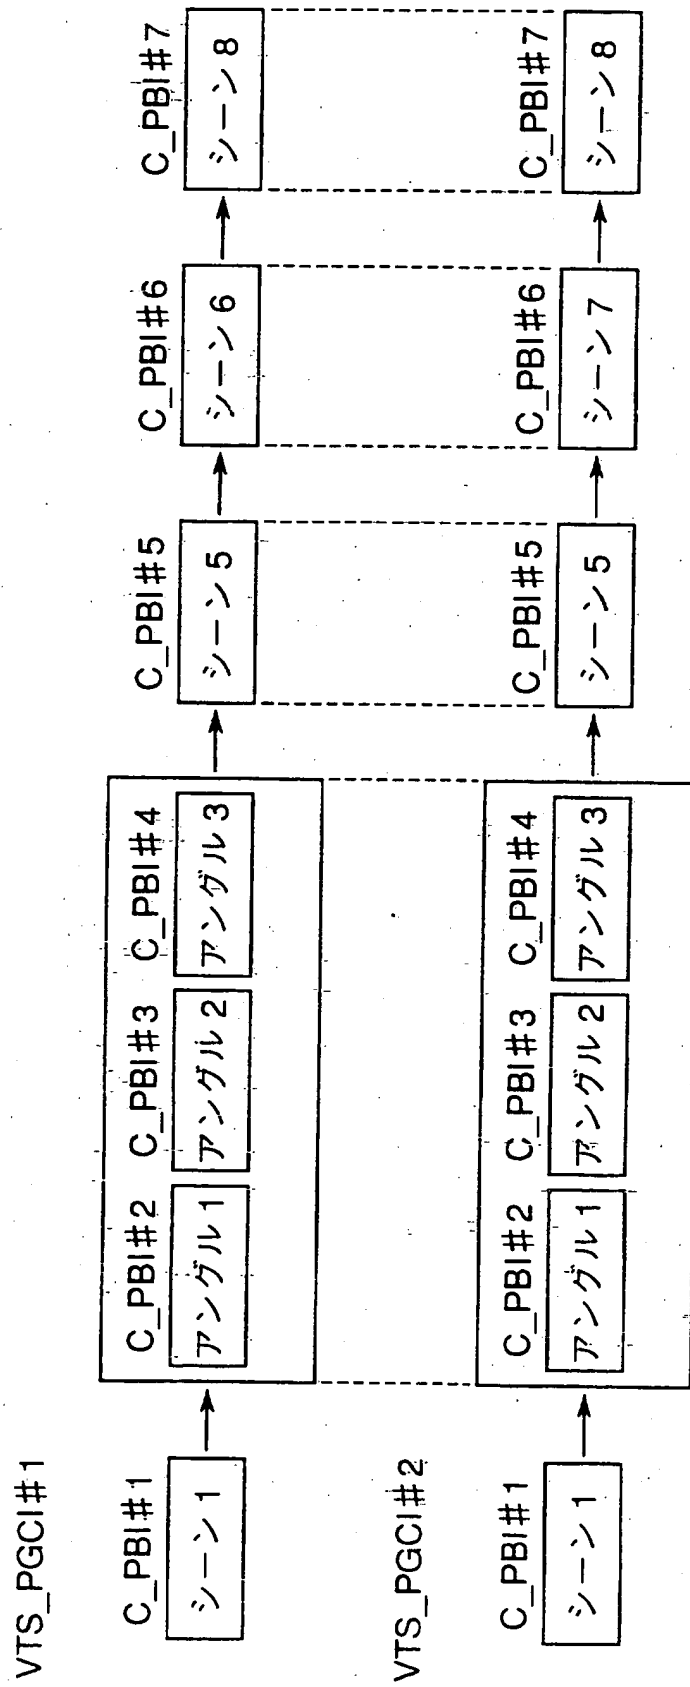 VTS_PGCI#1
C_PBI#1
シーン1
C_PBI#2
アングル1
C_PBI#3
アングル2
C_PBI#4
アングル3
C_PBI#5
シーン5
C_PBI#6
シーン6
C_PBI#7
シーン8
VTS_PGCI#2
C_PBI#1
シーン1
C_PBI#2
アングル1
C_PBI#3
アングル2
C_PBI#4
アングル3
C_PBI#5
シーン5
C_PBI#6
シーン7
C_PBI#7
シーン8